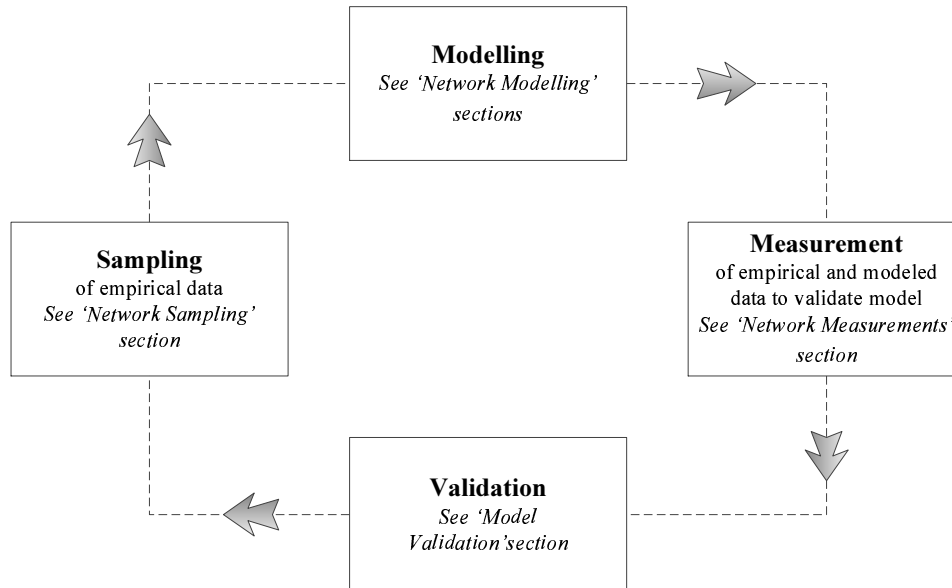 Modelling
See ‘Network Modelling’
sections
Sampling
of empirical data
See ‘Network Sampling’
section
Measurement
of empirical and modeled
data to validate model
See ‘Network Measurements’
section
Validation
See ‘Model
Validation’section